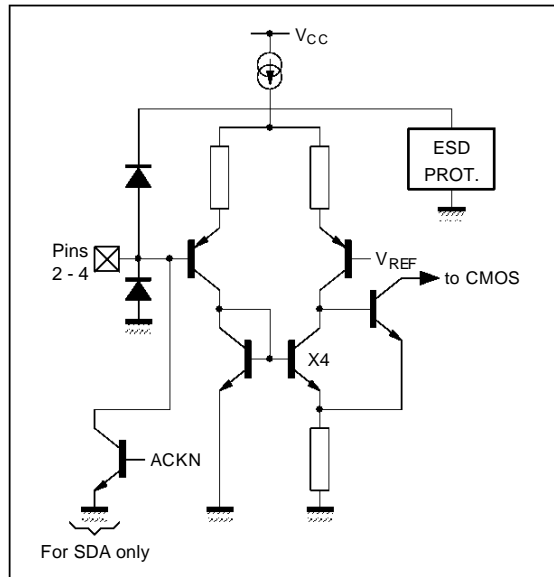 VCC
ESD
PROT.
Pins
2 - 4
VREF
to CMOS
X4
ACKN
For SDA only